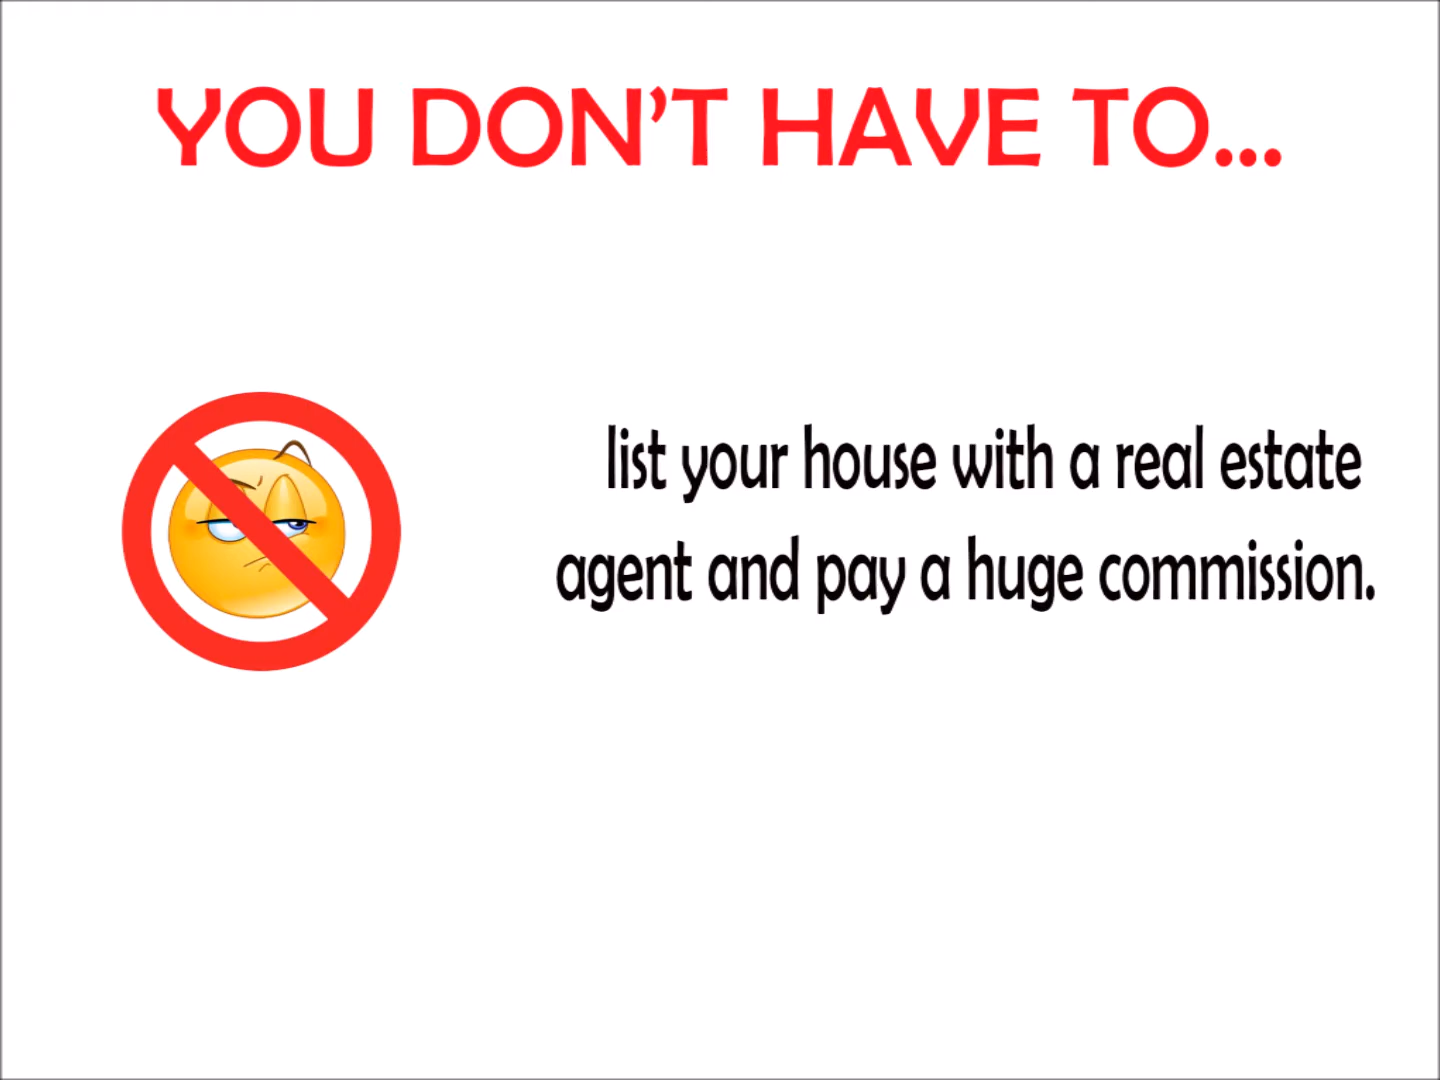 YOU DON’T HAVE TO...
list your house with a real estate
agent and pay a huge commission.